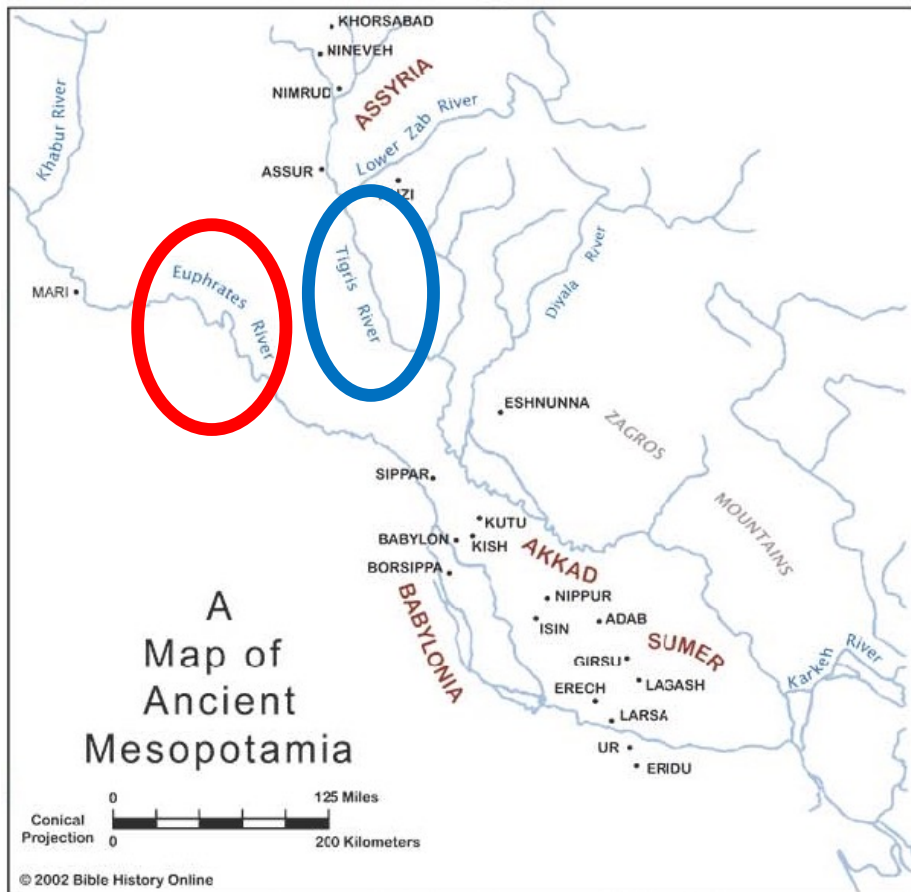 KHORSABAD
NINEVEH
NIMRUD
ASSYRIA
Khabur River
Lower Zab River
ASSUR
IZI
Tigris River
Euphrates River
MARI
Diyala River
ESHNUNNA
ZAGROS
MOUNTAINS
SIPPAR
KUTU
BABYLON
KISH
AKKAD
BORSIPPA
BABYLONIA
NIPPUR
ISIN
ADAB
SUMER
GIRSU
LAGASH
ERECH
LARSA
Karkeh River
UR
ERIDU
A
Map of
Ancient
Mesopotamia
0 125 Miles
Conical
Projection
0 200 Kilometers
© 2002 Bible History Online